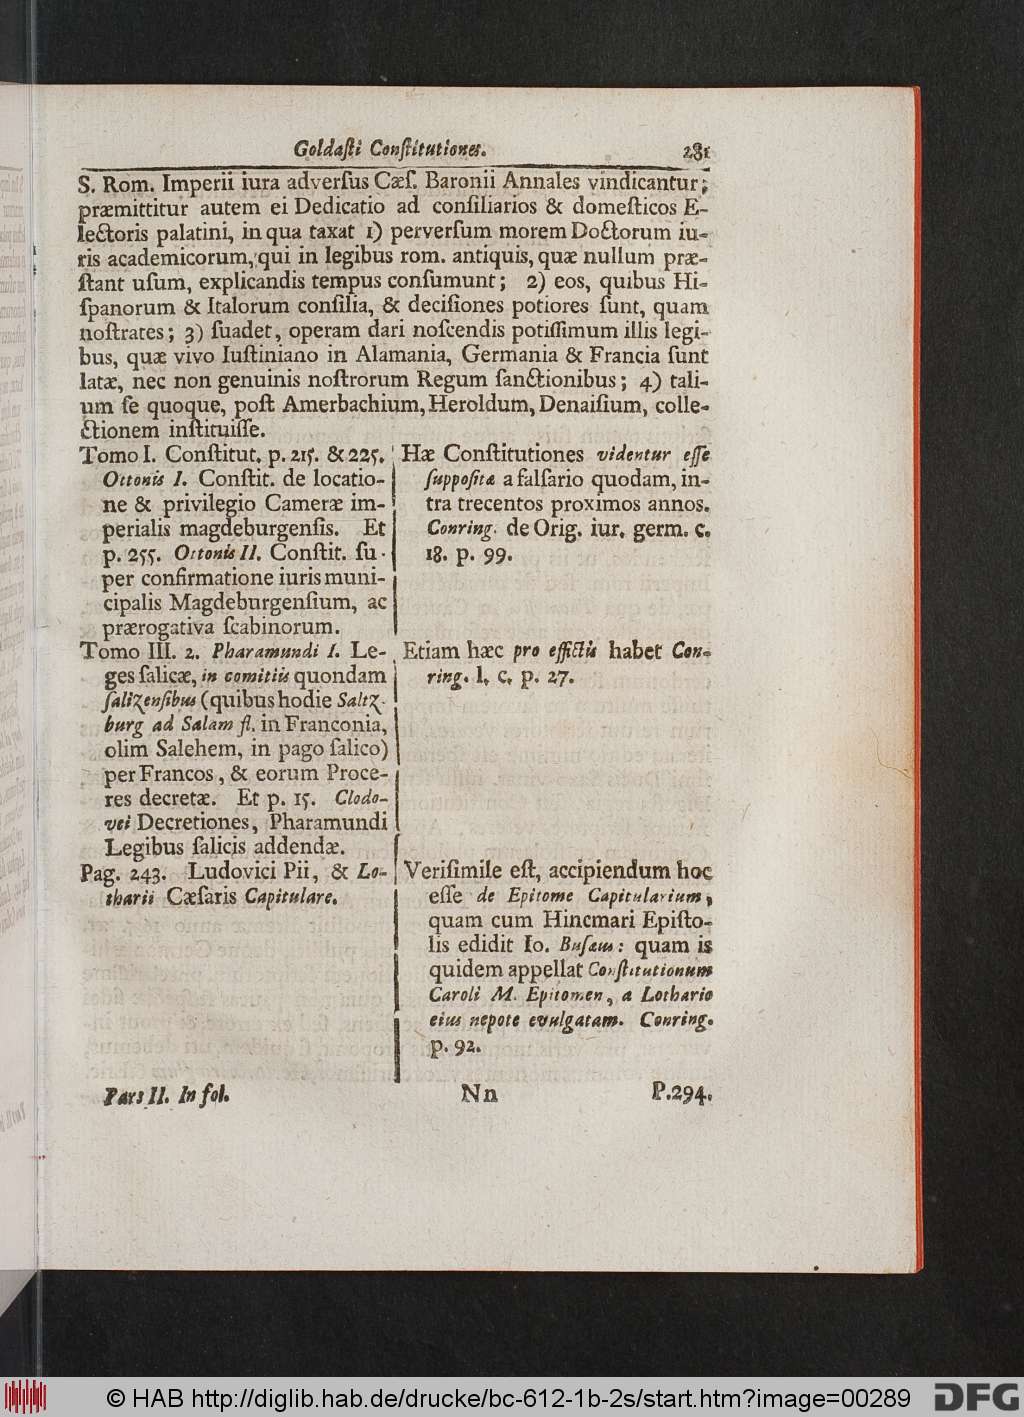 Goldaſti Conſtitutiones. 281
S. Rom. Imperii iura adverſus Cæſ. Baronii Annales vindicantur;
præmittitur autem ei Dedicatio ad conſiliarios & domeſticos E-
lectoris palatini, in qua taxat 1) perverſum morem Doctorum iu-
ris academicorum, qui in legibus rom. antiquis, quæ nullum præ-
ſtant uſum, explicandis tempus conſumunt; 2) eos, quibus Hi-
ſpanorum & Italorum conſilia, & deciſiones potiores ſunt, quam
noſtrates; 3) ſuadet, operam dari noſcendis potiſſimum illis legi-
bus, quæ vivo Iuſtiniano in Alamania, Germania & Francia ſunt
latæ, nec non genuinis noſtrorum Regum ſanctionibus; 4) tali-
um ſe quoque, poſt Amerbachium, Heroldum, Denaiſium, colle-
ctionem inſtituiſſe.
Tomo I. Conſtitut. p. 215. & 225.
Ottonis I. Conſtit. de locatio-
ne & privilegio Cameræ im-
perialis magdeburgenſis. Et
p. 255. Ottonis II. Conſtit. ſu-
per confirmatione iuris muni-
cipalis Magdeburgenſium, ac
prærogativa ſcabinorum.
Hæ Conſtitutiones videntur eſſe
ſuppoſitæ a falſario quodam, in-
tra trecentos proximos annos.
Conring. de Orig. iur. germ. c.
18. p. 99.
Tomo III. 2. Pharamundi I. Le-
ges ſalicæ, in comitiis quondam
ſalizenſibus (quibus hodie Saltz-
burg ad Salam fl. in Franconia,
olim Salehem, in pago ſalico)
per Francos, & eorum Proce-
res decretæ. Et p. 15. Clodo-
vei Decretiones, Pharamundi
Legibus ſalicis addendæ.
Etiam hæc pro effictis habet Con-
ring. l. c. p. 27.
Pag. 243. Ludovici Pii, & Lo-
tharii Cæſaris Capitulare.
Veriſimile eſt, accipiendum hoc
eſſe de Epitome Capitularium,
quam cum Hincmari Epiſto-
lis edidit Io. Buſæus: quam is
quidem appellat Conſtitutionum
Caroli M. Epitomen, a Lothario
eius nepote evulgatam. Conring.
p. 92.
Pars II. In fol. Nn P. 294.
© HAB http://diglib.hab.de/drucke/bc-612-1b-2s/start.htm?image=00289 DFG